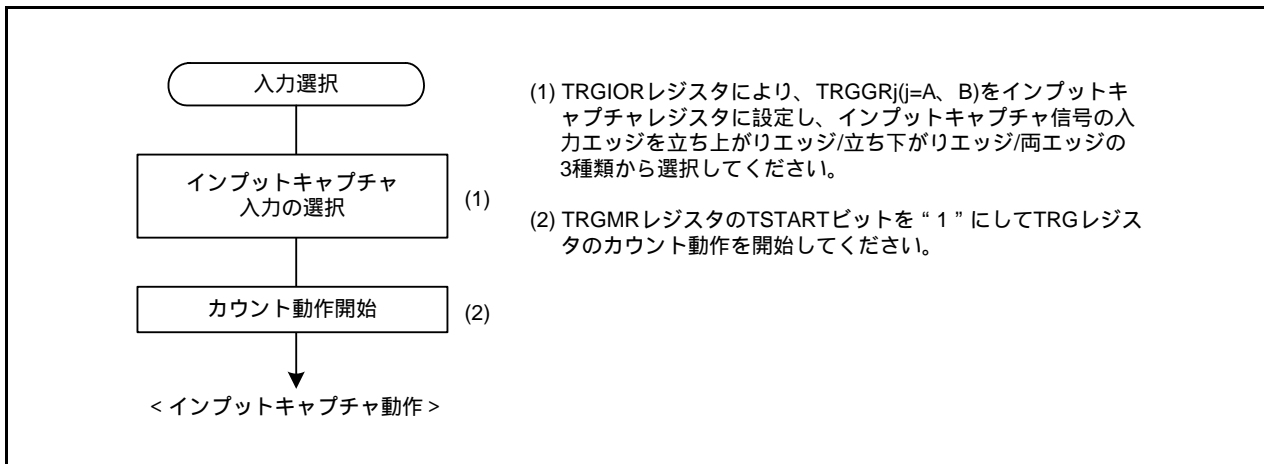 入力選択
インプットキャプチャ
入力の選択
(1)
カウント動作開始
(2)
< インプットキャプチャ動作 >
(1) TRGIORレジスタにより、TRGGRj(j=A、B)をインプットキ
ャプチャレジスタに設定し、インプットキャプチャ信号の入
力エッジを立ち上がりエッジ/立ち下がりエッジ/両エッジの
3種類から選択してください。
(2) TRGMRレジスタのTSTARTビットを “ 1 ” にしてTRGレジス
タのカウント動作を開始してください。